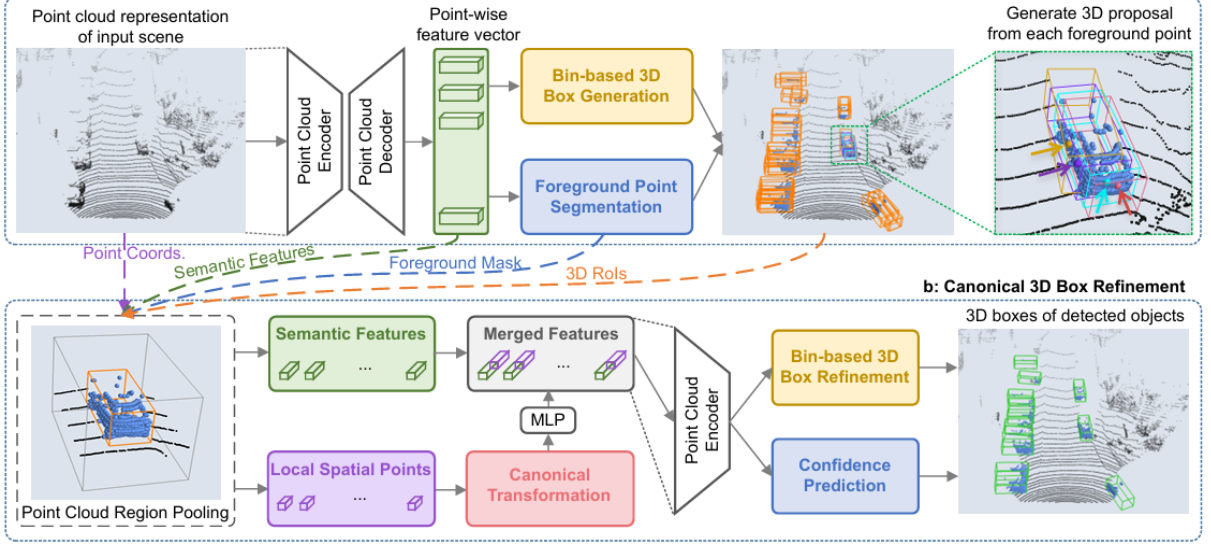 Point cloud representation
of input scene
Point Cloud
Encoder
Point Cloud
Decoder
Point-wise
feature vector
Bin-based 3D
Box Generation
Foreground Point
Segmentation
Generate 3D proposal
from each foreground point
Point Coords.
Semantic Features
Foreground Mask
3D RoIs
b: Canonical 3D Box Refinement
Point Cloud Region Pooling
Semantic Features
...
Merged Features
...
MLP
Local Spatial Points
...
Canonical
Transformation
Point Cloud
Encoder
Bin-based 3D
Box Refinement
Confidence
Prediction
3D boxes of detected objects